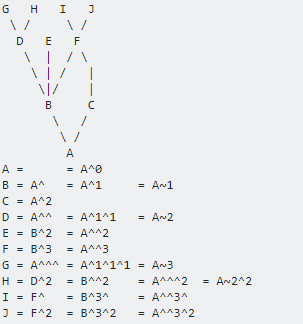 G   H   I   J
 \ /     \ /
  D   E   F
   \  |  / \
    \ | /   |
     \|/    |
      B     C
       \   /
        \ /
         A
A =      = A^0
B = A^   = A^1     = A~1
C = A^2
D = A^^  = A^1^1   = A~2
E = B^2  = A^^2
F = B^3  = A^^3
G = A^^^ = A^1^1^1 = A~3
H = D^2  = B^^2    = A^^^2  = A~2^2
I = F^   = B^3^    = A^^3^
J = F^2  = B^3^2   = A^^3^2